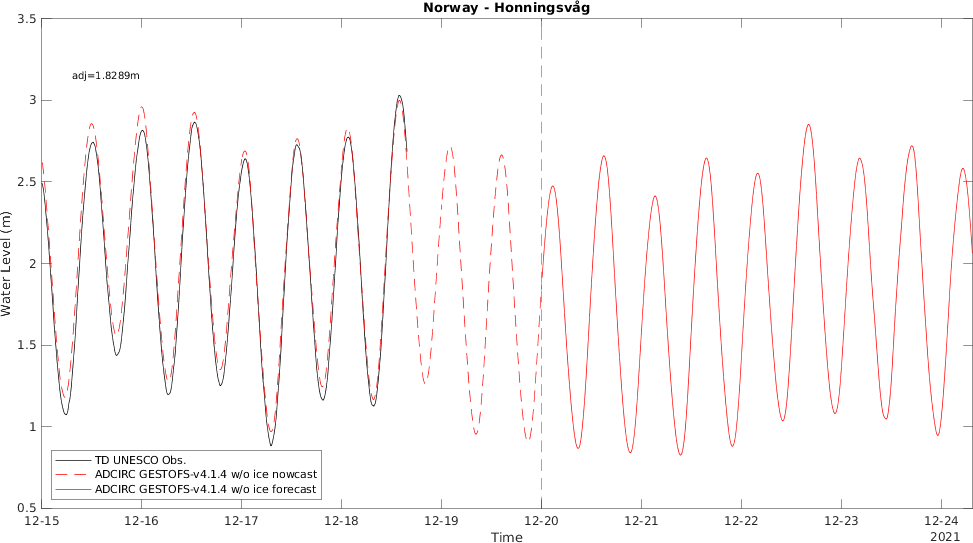 Norway - Honningsvåg
3.5
adj=1.8289m
3
2.5
2
1.5
1
0.5
Water Level (m)
TD UNESCO Obs.
ADCIRC GESTOFS-v4.1.4 w/o ice nowcast
ADCIRC GESTOFS-v4.1.4 w/o ice forecast
12-15 12-16 12-17 12-18 12-19 12-20 12-21 12-22 12-23 12-24
Time 2021